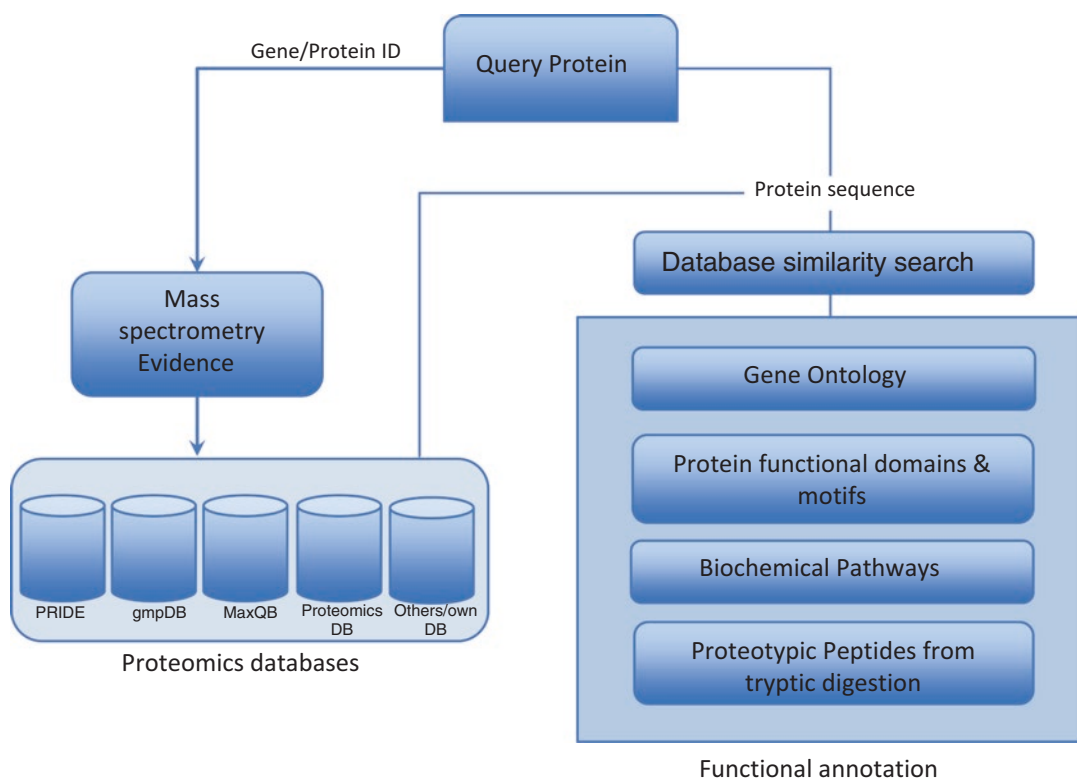 Gene/Protein ID
Query Protein
Protein sequence
Database similarity search
Mass
spectrometry
Evidence
Gene Ontology
Protein functional domains &
motifs
Biochemical Pathways
Proteotypic Peptides from
tryptic digestion
PRIDE
gmpDB
MaxQB
Proteomics
DB
Others/own
DB
Proteomics databases
Functional annotation